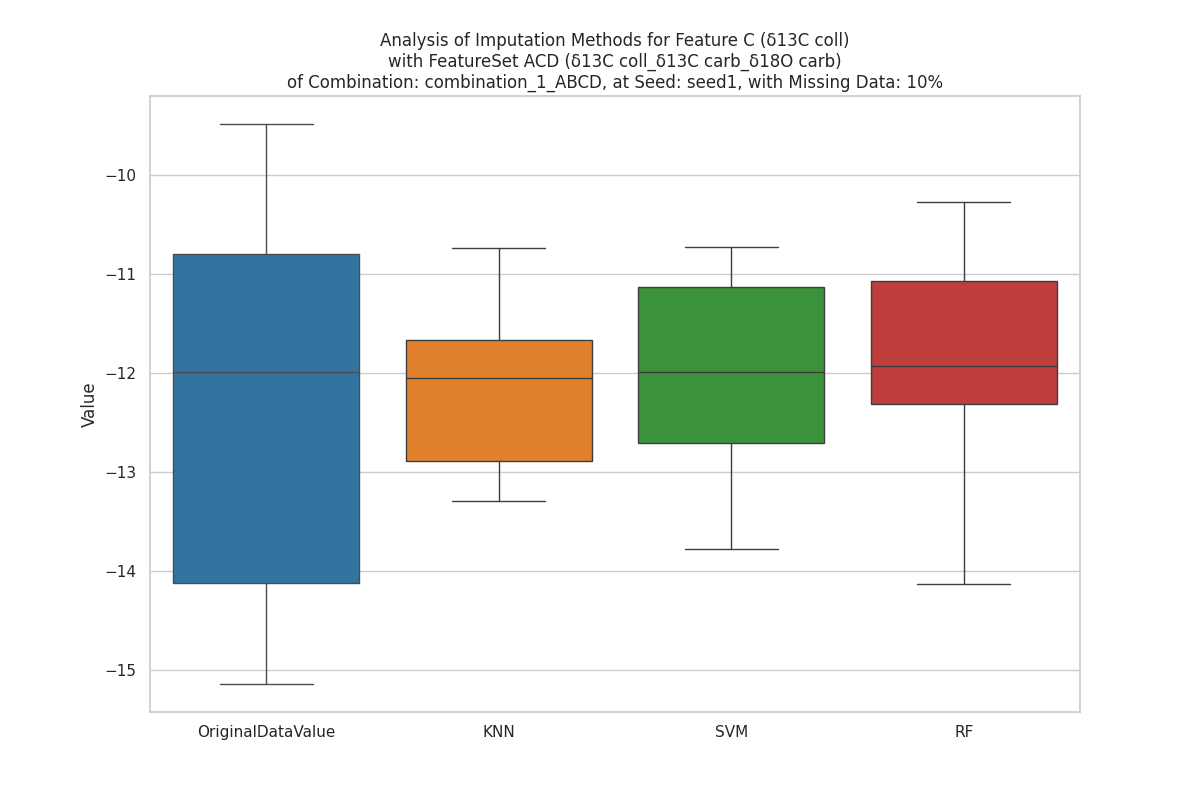 Analysis of Imputation Methods for Feature C (δ13C coll)
with FeatureSet ACD (δ13C coll_δ13C carb_δ18O carb)
of Combination: combination_1_ABCD, at Seed: seed1, with Missing Data: 10%
Value
−10
−11
−12
−13
−14
−15
OriginalDataValue
KNN
SVM
RF